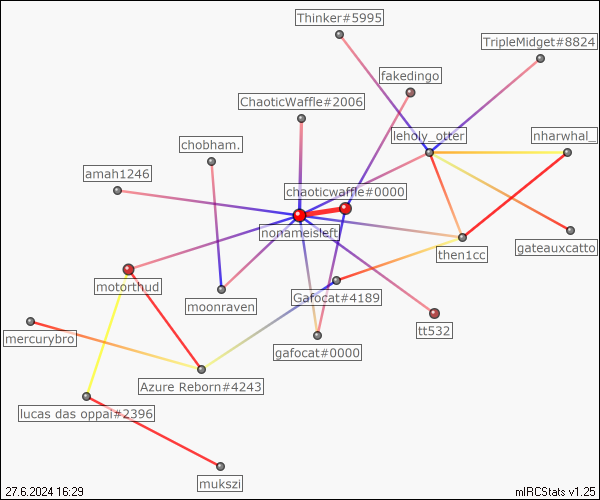 Thinker#5995
TripleMidget#8824
fakedingo
ChaoticWaffle#2006
leholy_otter
nharwhal_
chobham.
amah1246
chaoticwaffle#0000
nonameisleft
then1cc
gateauxcatto
motorthud
moonraven
Gafocat#4189
tt532
mercurybro
gafocat#0000
Azure Reborn#4243
lucas das oppai#2396
mukszi
27.6.2024 16:29
mIRCStats v1.25